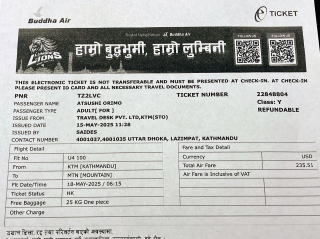 Buddha Air
e TICKET
LIONS
Buddha Air
हाम्रो बुद्धभुमी, हाम्रो लुम्बिनी
THIS ELECTRONIC TICKET IS NOT TRANSFERABLE AND MUST BE PRESENTED AT CHECK-IN. AT CHECK-IN
PLEASE PRESENT ID CARD AND ALL NECESSARY TRAVEL DOCUMENTS.
PNR TZ2LVC TICKET NUMBER 22848804
PASSENGER NAME ATSUSHI ORIMO Class: Y
PASSENGER TYPE ADULT[ FOR ] REFUNDABLE
ISSUE FROM TRAVEL DESK PVT. LTD,KTM(STO)
ISSUED ON 15-MAY-2025 11:28
ISSUED BY SAIDES
CONTACT NUMBER 4001037,4001035 UTTAR DHOKA, LAZIMPAT, KATHMANDU
Flight Detail Fare and Tax Detail
Flt No U4 100 Currency USD
From KTM [KATHMANDU] Total Air Fare 235.51
To MTN [MOUNTAIN] Air Fare is Inclusive of VAT
Flt Date/Time 18-MAY-2025 / 06:15
Ticket Status HK
Free Baggage 25 KG One piece
Other Charge